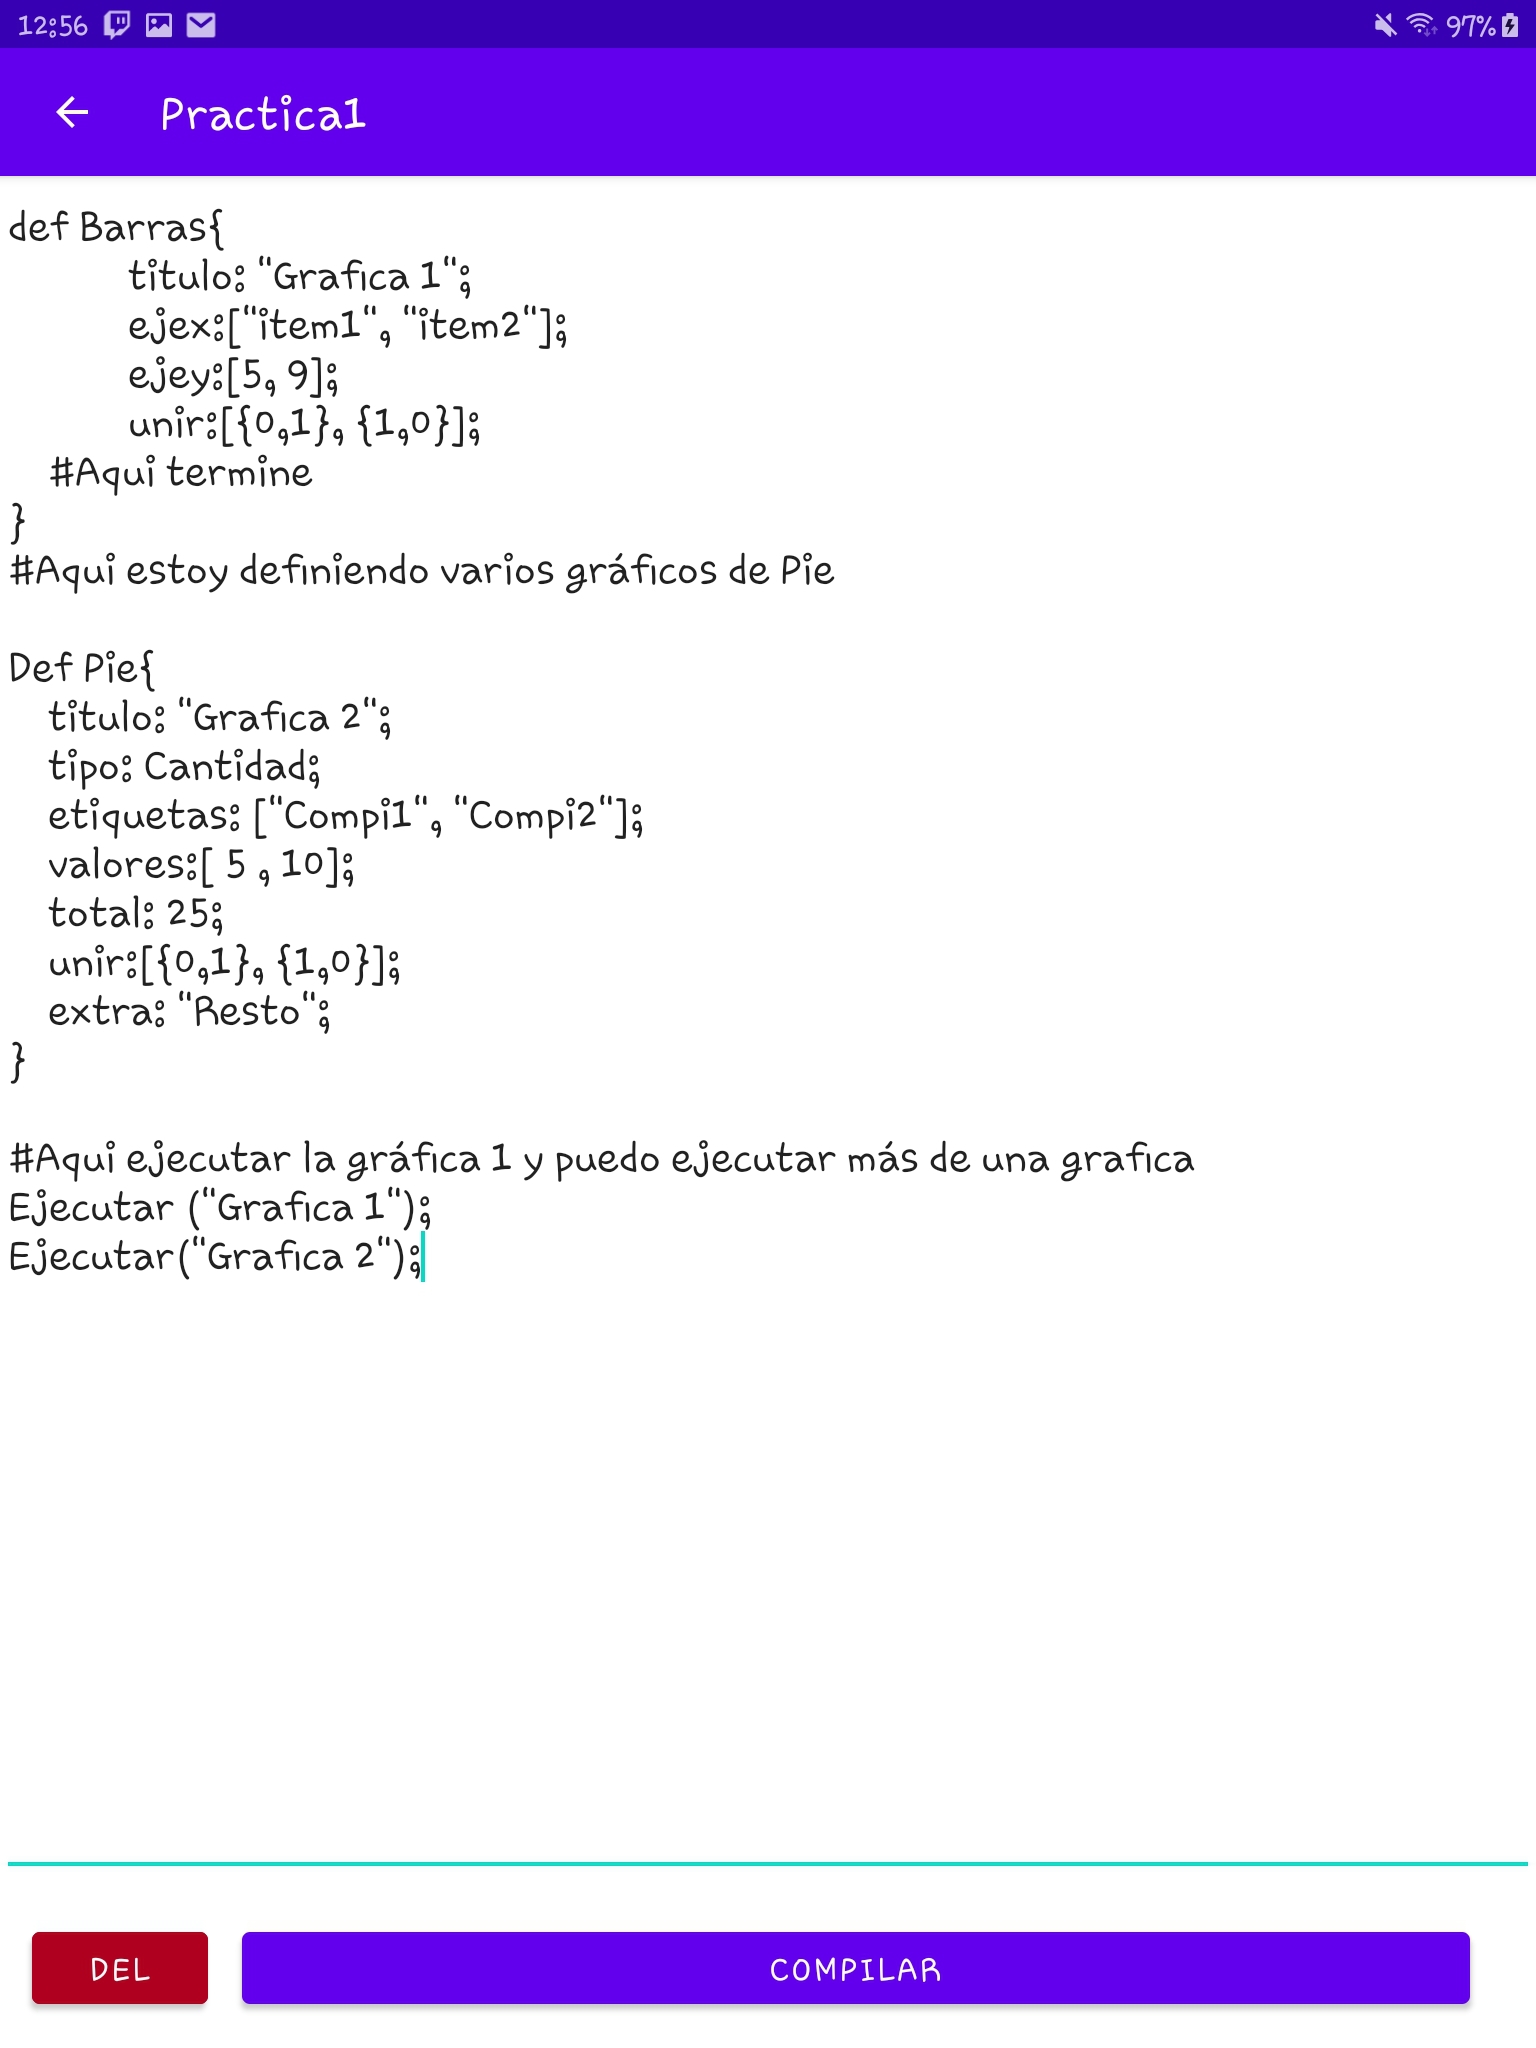 12:56 97%
Practica1
def Barras{
titulo: "Grafica 1";
ejex:["item1", "item2"];
ejey:[5, 9];
unir:[{0,1}, {1,0}];
#Aqui termine
}
#Aqui estoy definiendo varios gráficos de Pie
Def Pie{
titulo: "Grafica 2";
tipo: Cantidad;
etiquetas: ["Compi1", "Compi2"];
valores:[ 5 , 10];
total: 25;
unir:[{0,1}, {1,0}];
extra: "Resto";
}
#Aqui ejecutar la gráfica 1 y puedo ejecutar más de una grafica
Ejecutar ("Grafica 1");
Ejecutar("Grafica 2");
DEL COMPILAR